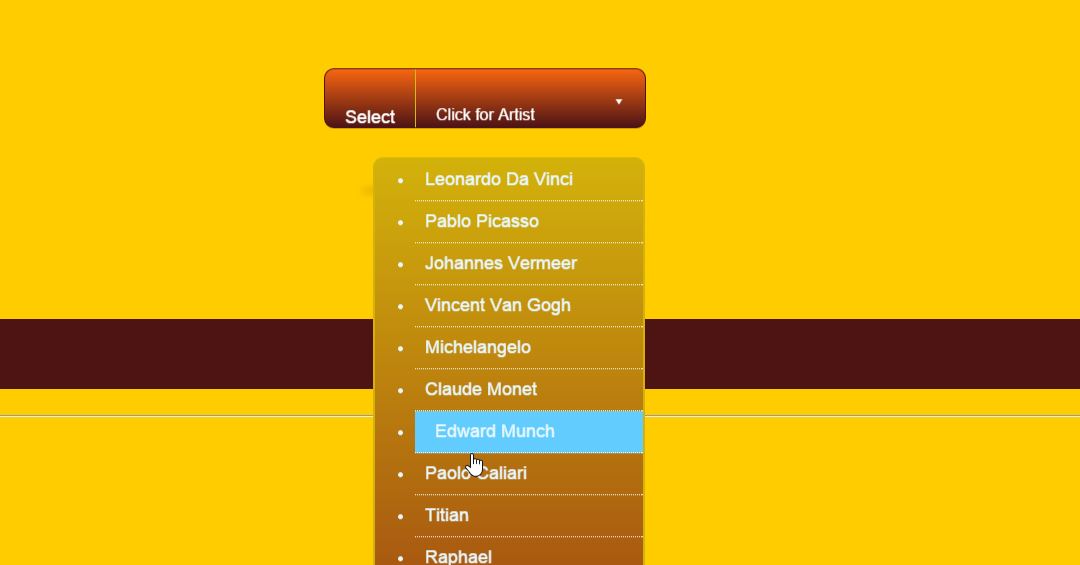 Select
Click for Artist
Leonardo Da Vinci
Pablo Picasso
Johannes Vermeer
Vincent Van Gogh
Michelangelo
Claude Monet
Edward Munch
Paolo Caliari
Titian
Raphael